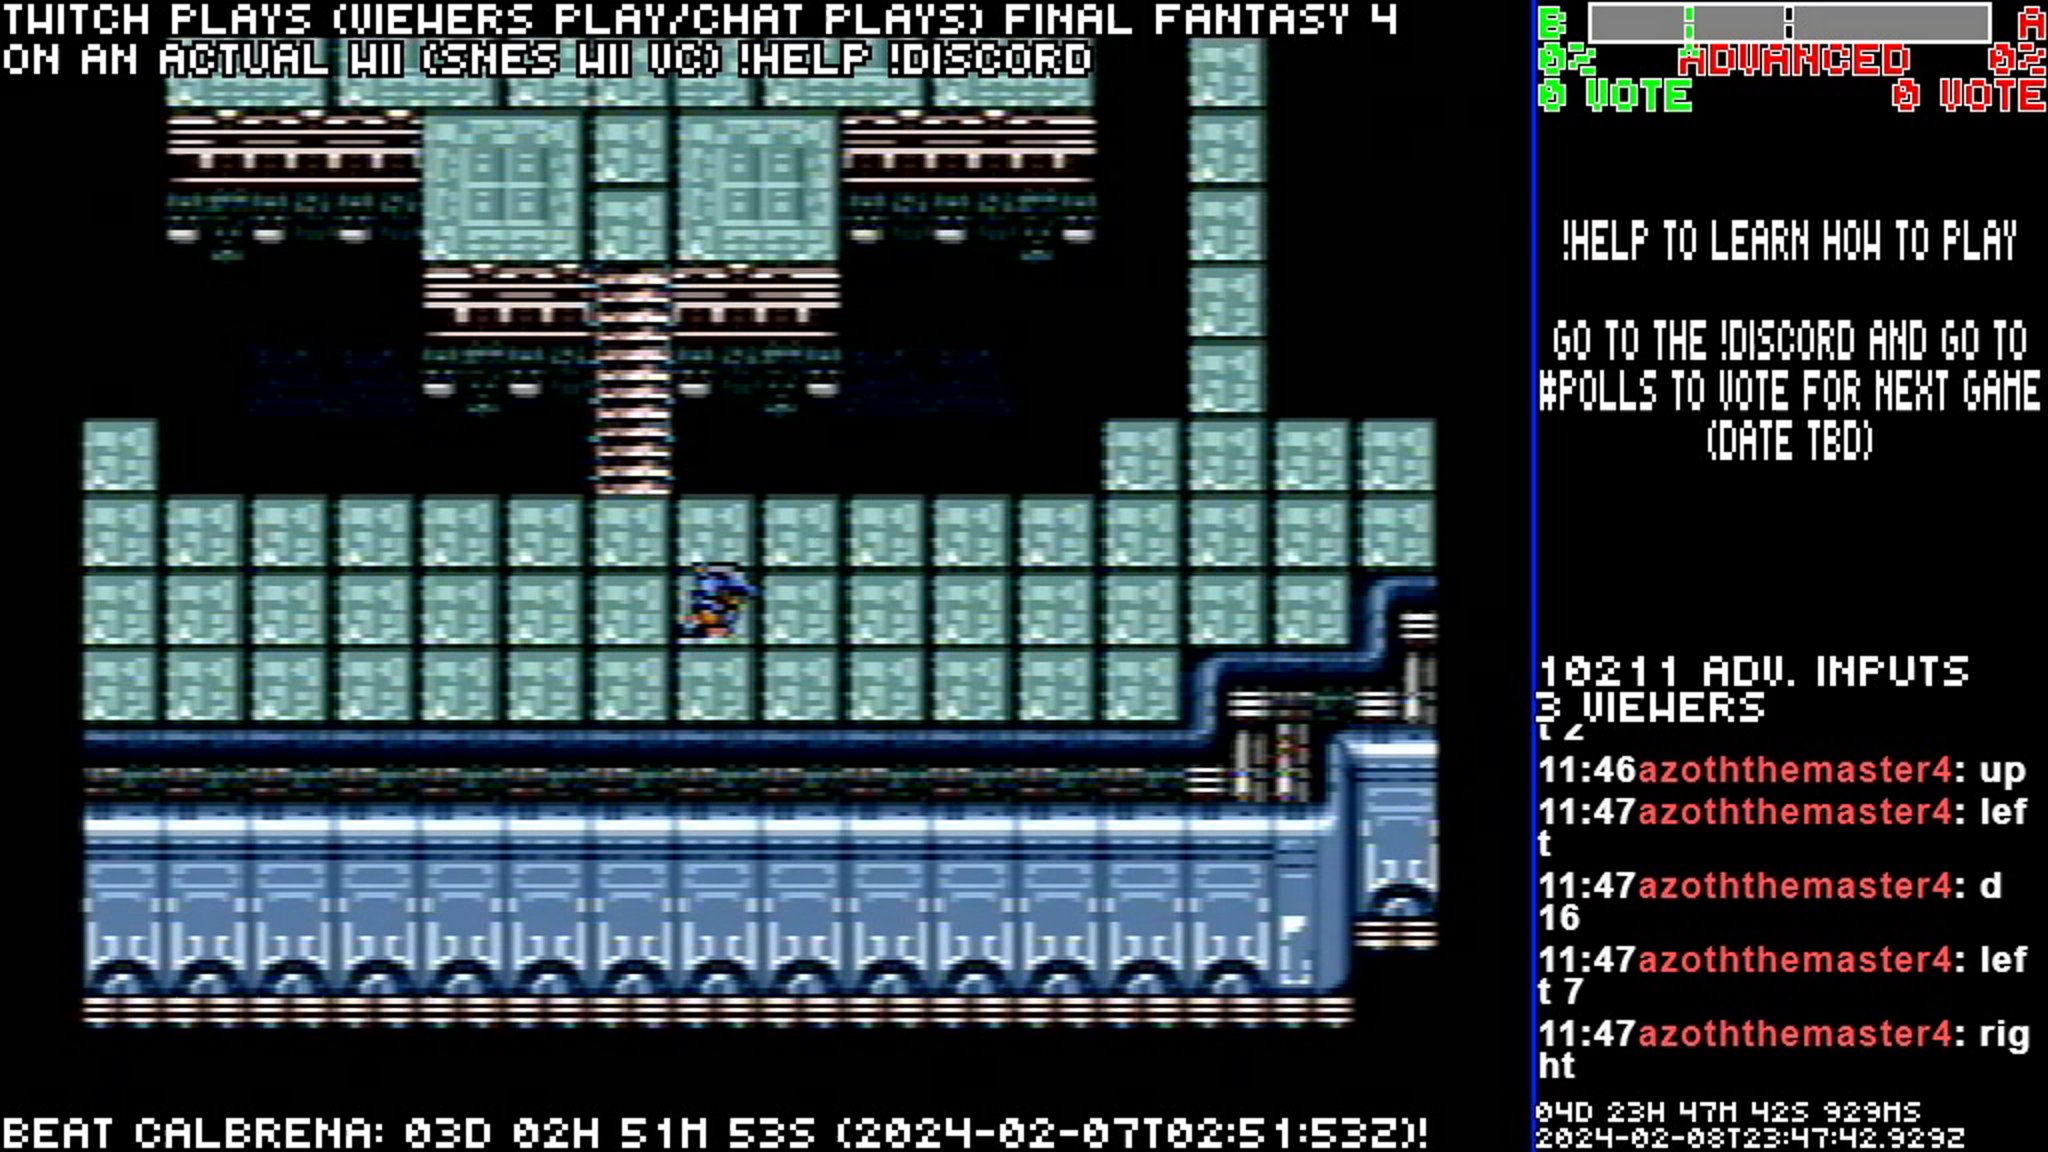 TWITCH PLAYS (VIEWERS PLAY/CHAT PLAYS) FINAL FANTASY 4
ON AN ACTUAL WII (SNES WII VC) !HELP !DISCORD
B A
0% ADVANCED 0%
0 VOTE 0 VOTE
!HELP TO LEARN HOW TO PLAY
GO TO THE !DISCORD AND GO TO
#POLLS TO VOTE FOR NEXT GAME
(DATE TBD)
10211 ADV. INPUTS
3 VIEWERS
t 2
11:46azoththemaster4: up
11:47azoththemaster4: lef
t
11:47azoththemaster4: d
16
11:47azoththemaster4: lef
t 7
11:47azoththemaster4: rig
ht
04D 23H 47M 42S 929MS
2024-02-08T23:47:42.929Z
BEAT CALBRENA: 03D 02H 51M 53S (2024-02-07T02:51:53Z)!